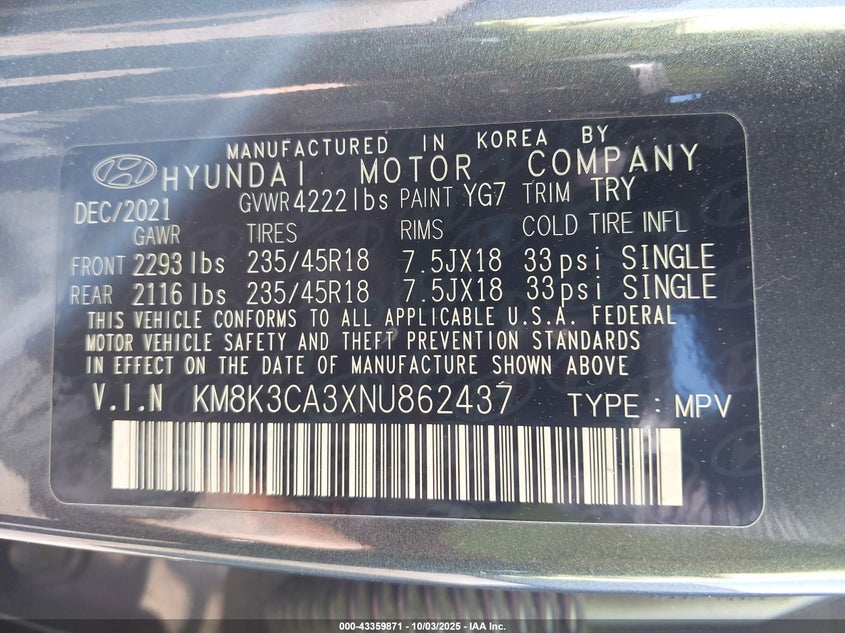 MANUFACTURED IN KOREA BY
HYUNDAI MOTOR COMPANY
DEC/2021 GVWR 4222 lbs PAINT YG7 TRIM TRY
GAWR TIRES RIMS COLD TIRE INFL
FRONT 2293 lbs 235/45R18 7.5JX18 33 psi SINGLE
REAR 2116 lbs 235/45R18 7.5JX18 33 psi SINGLE
THIS VEHICLE CONFORMS TO ALL APPLICABLE U.S.A. FEDERAL
MOTOR VEHICLE SAFETY AND THEFT PREVENTION STANDARDS
IN EFFECT ON THE DATE OF MANUFACTURE SHOWN ABOVE.
V.I.N KM8K3CA3XNU862437 TYPE : MPV
000-43359871 | 10/03/2025 - IAA Inc.